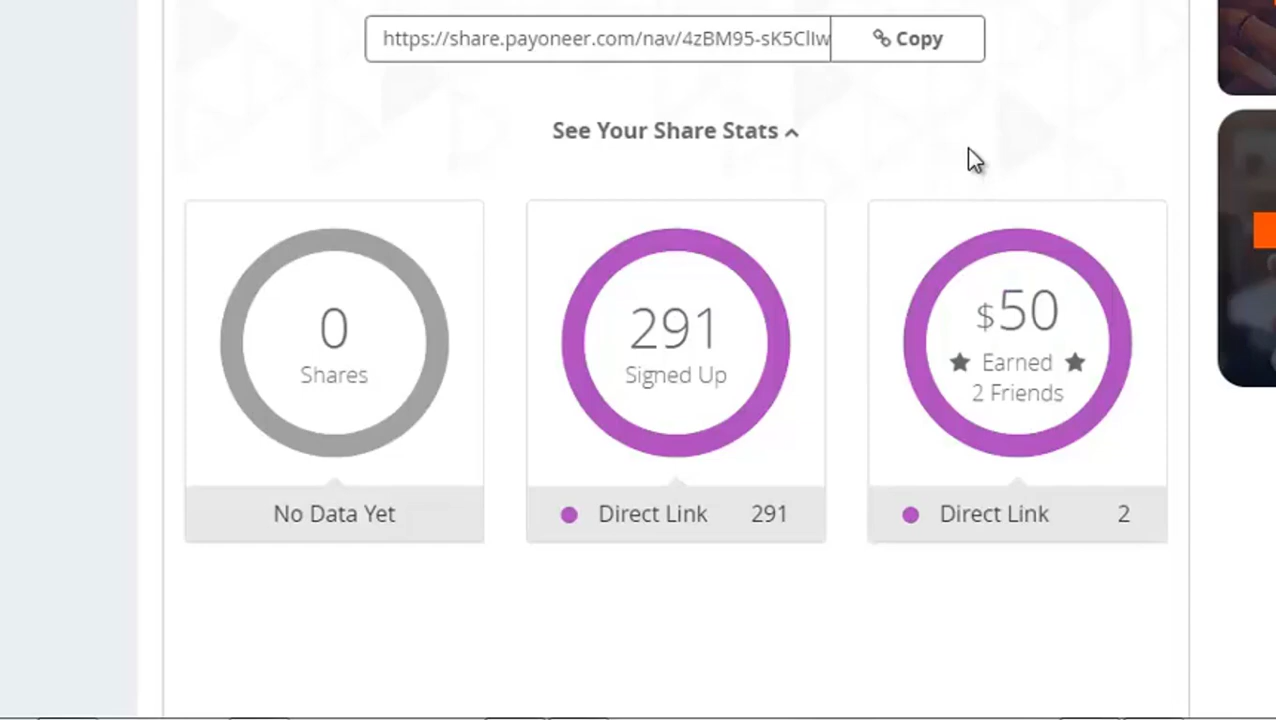 https://share.payoneer.com/nav/4zBM95-sK5ClIw
Copy
See Your Share Stats
0
Shares
No Data Yet
291
Signed Up
Direct Link 291
$50
Earned
2 Friends
Direct Link 2